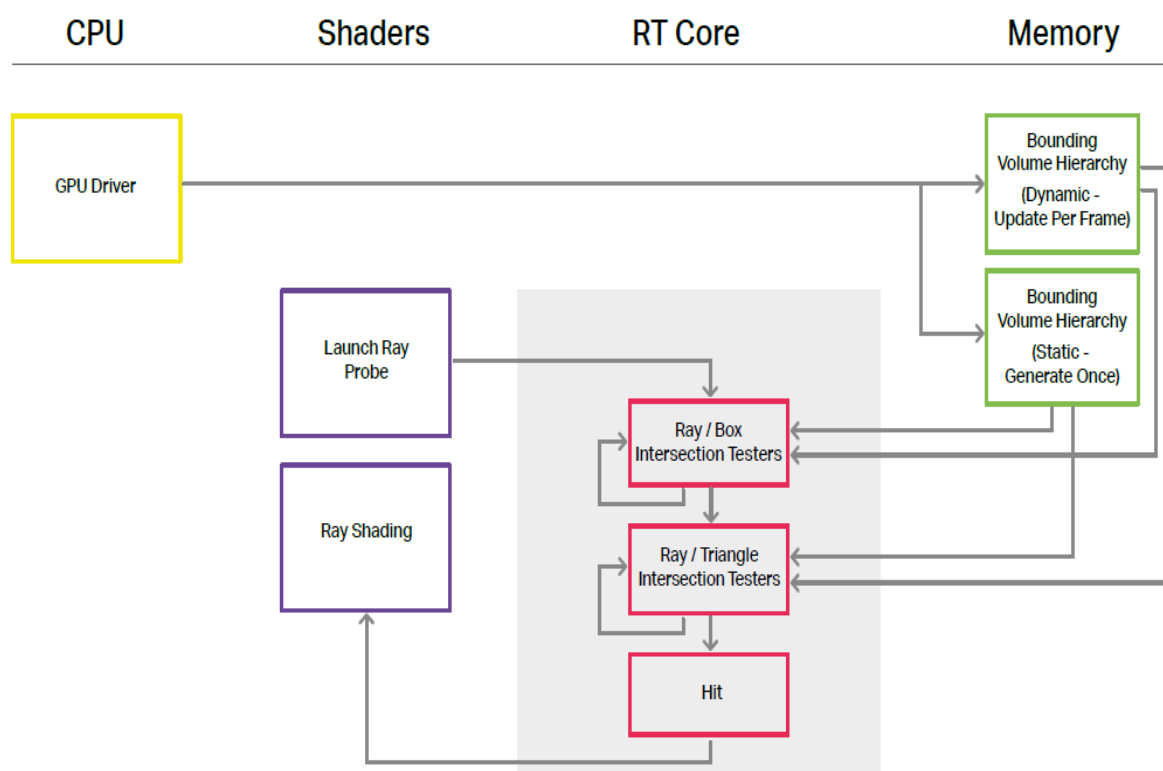 CPU
Shaders
RT Core
Memory
GPU Driver
Bounding
Volume Hierarchy
(Dynamic -
Update Per Frame)
Bounding
Volume Hierarchy
(Static -
Generate Once)
Launch Ray
Probe
Ray / Box
Intersection Testers
Ray Shading
Ray / Triangle
Intersection Testers
Hit